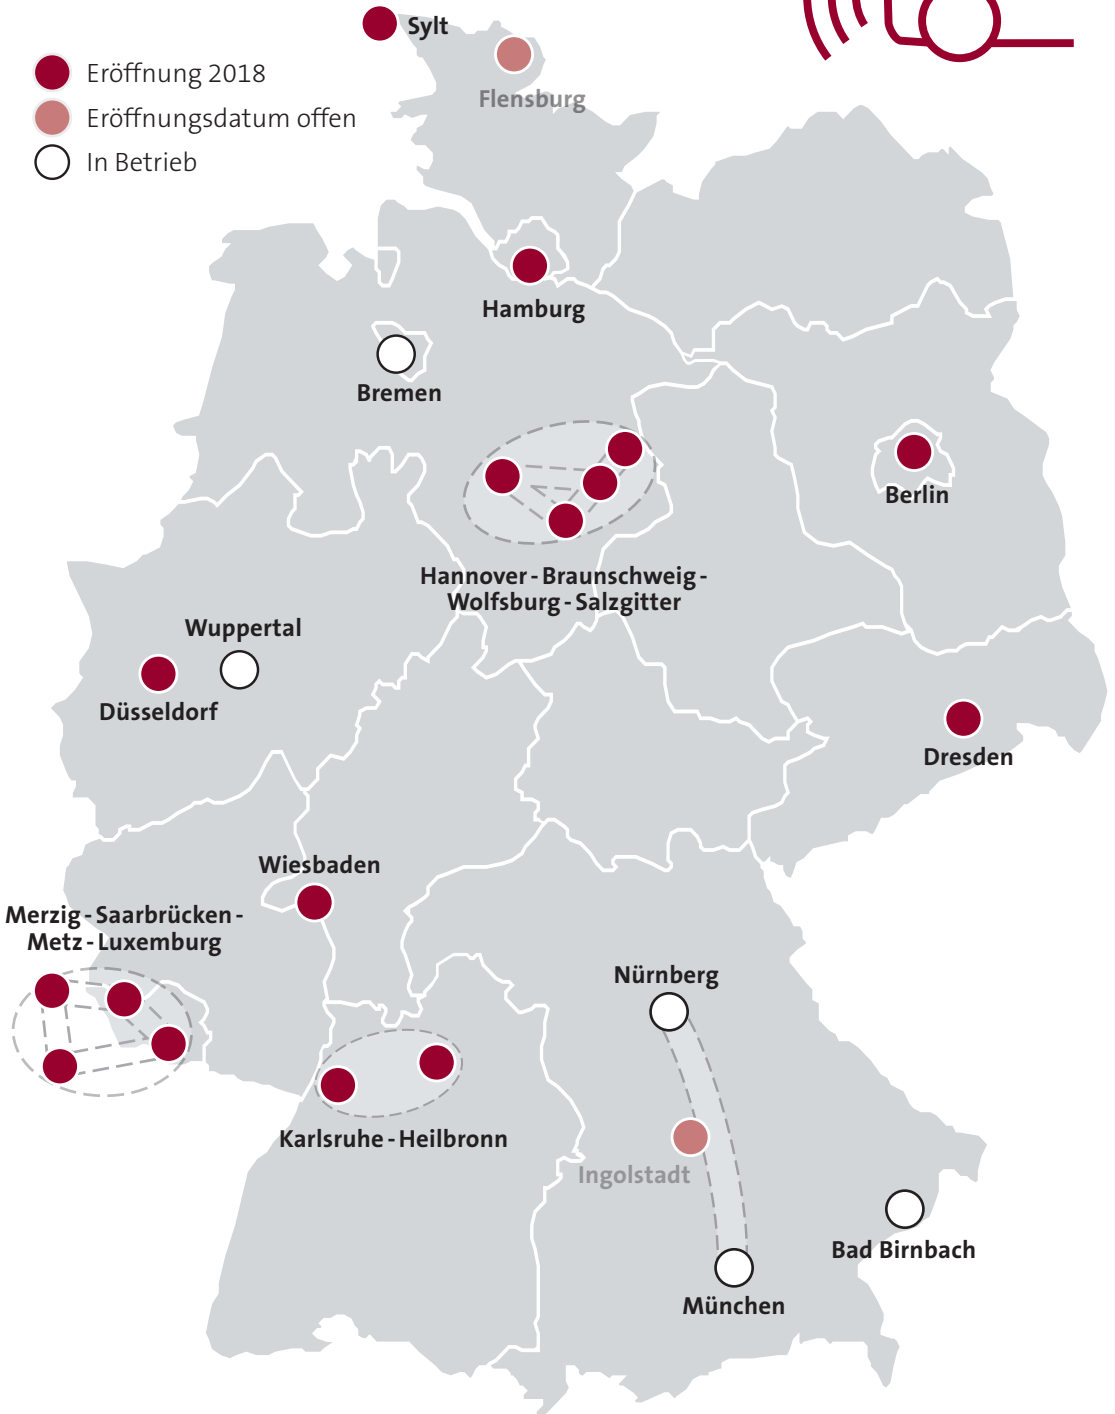 Sylt
Eröffnung 2018
Flensburg
Eröffnungsdatum offen
In Betrieb
Hamburg
Bremen
Berlin
Hannover - Braunschweig -
Wolfsburg - Salzgitter
Wuppertal
Düsseldorf
Dresden
Wiesbaden
Merzig - Saarbrücken -
Metz - Luxemburg
Nürnberg
Karlsruhe - Heilbronn
Ingolstadt
Bad Birnbach
München